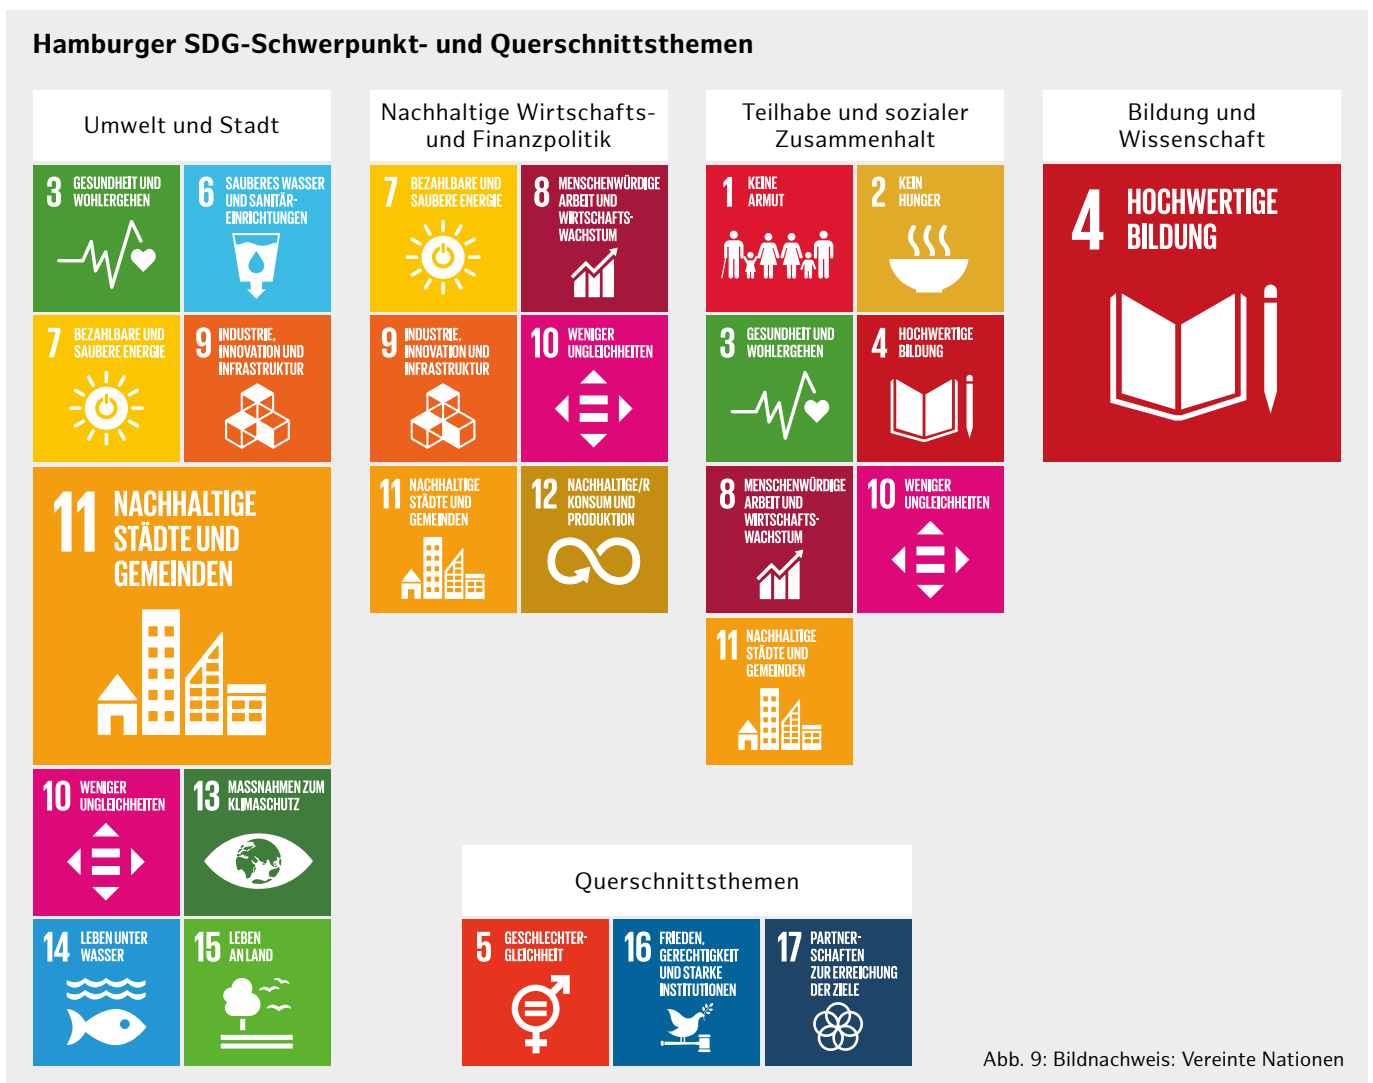 Hamburger SDG-Schwerpunkt- und Querschnittsthemen
Umwelt und Stadt
3 GESUNDHEIT UND
WOHLERGEHEN
6 SAUBERES WASSER
UND SANITÄR-
EINRICHTUNGEN
7 BEZAHLBARE UND
SAUBERE ENERGIE
9 INDUSTRIE,
INNOVATION UND
INFRASTRUKTUR
11 NACHHALTIGE
STÄDTE UND
GEMEINDEN
10 WENIGER
UNGLEICHHEITEN
13 MASSNAHMEN ZUM
KLIMASCHUTZ
14 LEBEN UNTER
WASSER
15 LEBEN
AN LAND
Nachhaltige Wirtschafts-
und Finanzpolitik
7 BEZAHLBARE UND
SAUBERE ENERGIE
8 MENSCHENWÜRDIGE
ARBEIT UND
WIRTSCHAFTS-
WACHSTUM
9 INDUSTRIE,
INNOVATION UND
INFRASTRUKTUR
10 WENIGER
UNGLEICHHEITEN
11 NACHHALTIGE
STÄDTE UND
GEMEINDEN
12 NACHHALTIGE/R
KONSUM UND
PRODUKTION
Teilhabe und sozialer
Zusammenhalt
1 KEINE
ARMUT
2 KEIN
HUNGER
3 GESUNDHEIT UND
WOHLERGEHEN
4 HOCHWERTIGE
BILDUNG
8 MENSCHENWÜRDIGE
ARBEIT UND
WIRTSCHAFTS-
WACHSTUM
10 WENIGER
UNGLEICHHEITEN
11 NACHHALTIGE
STÄDTE UND
GEMEINDEN
Bildung und
Wissenschaft
4 HOCHWERTIGE
BILDUNG
Querschnittsthemen
5 GESCHLECHTER-
GLEICHHEIT
16 FRIEDEN,
GERECHTIGKEIT
UND STARKE
INSTITUTIONEN
17 PARTNER-
SCHAFTEN
ZUR ERREICHUNG
DER ZIELE
Abb. 9: Bildnachweis: Vereinte Nationen